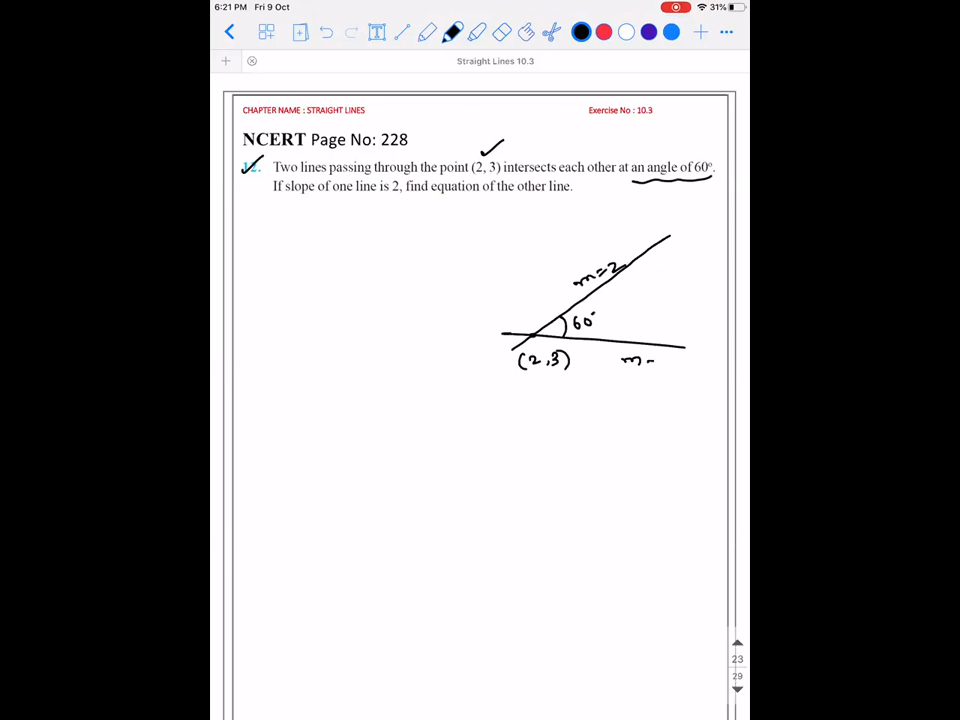 6:21 PM Fri 9 Oct
31%
Straight Lines 10.3
CHAPTER NAME : STRAIGHT LINES Exercise No : 10.3
NCERT Page No: 228
12. Two lines passing through the point (2, 3) intersects each other at an angle of 60°.
If slope of one line is 2, find equation of the other line.
m=2
60°
(2,3) m-
23
29